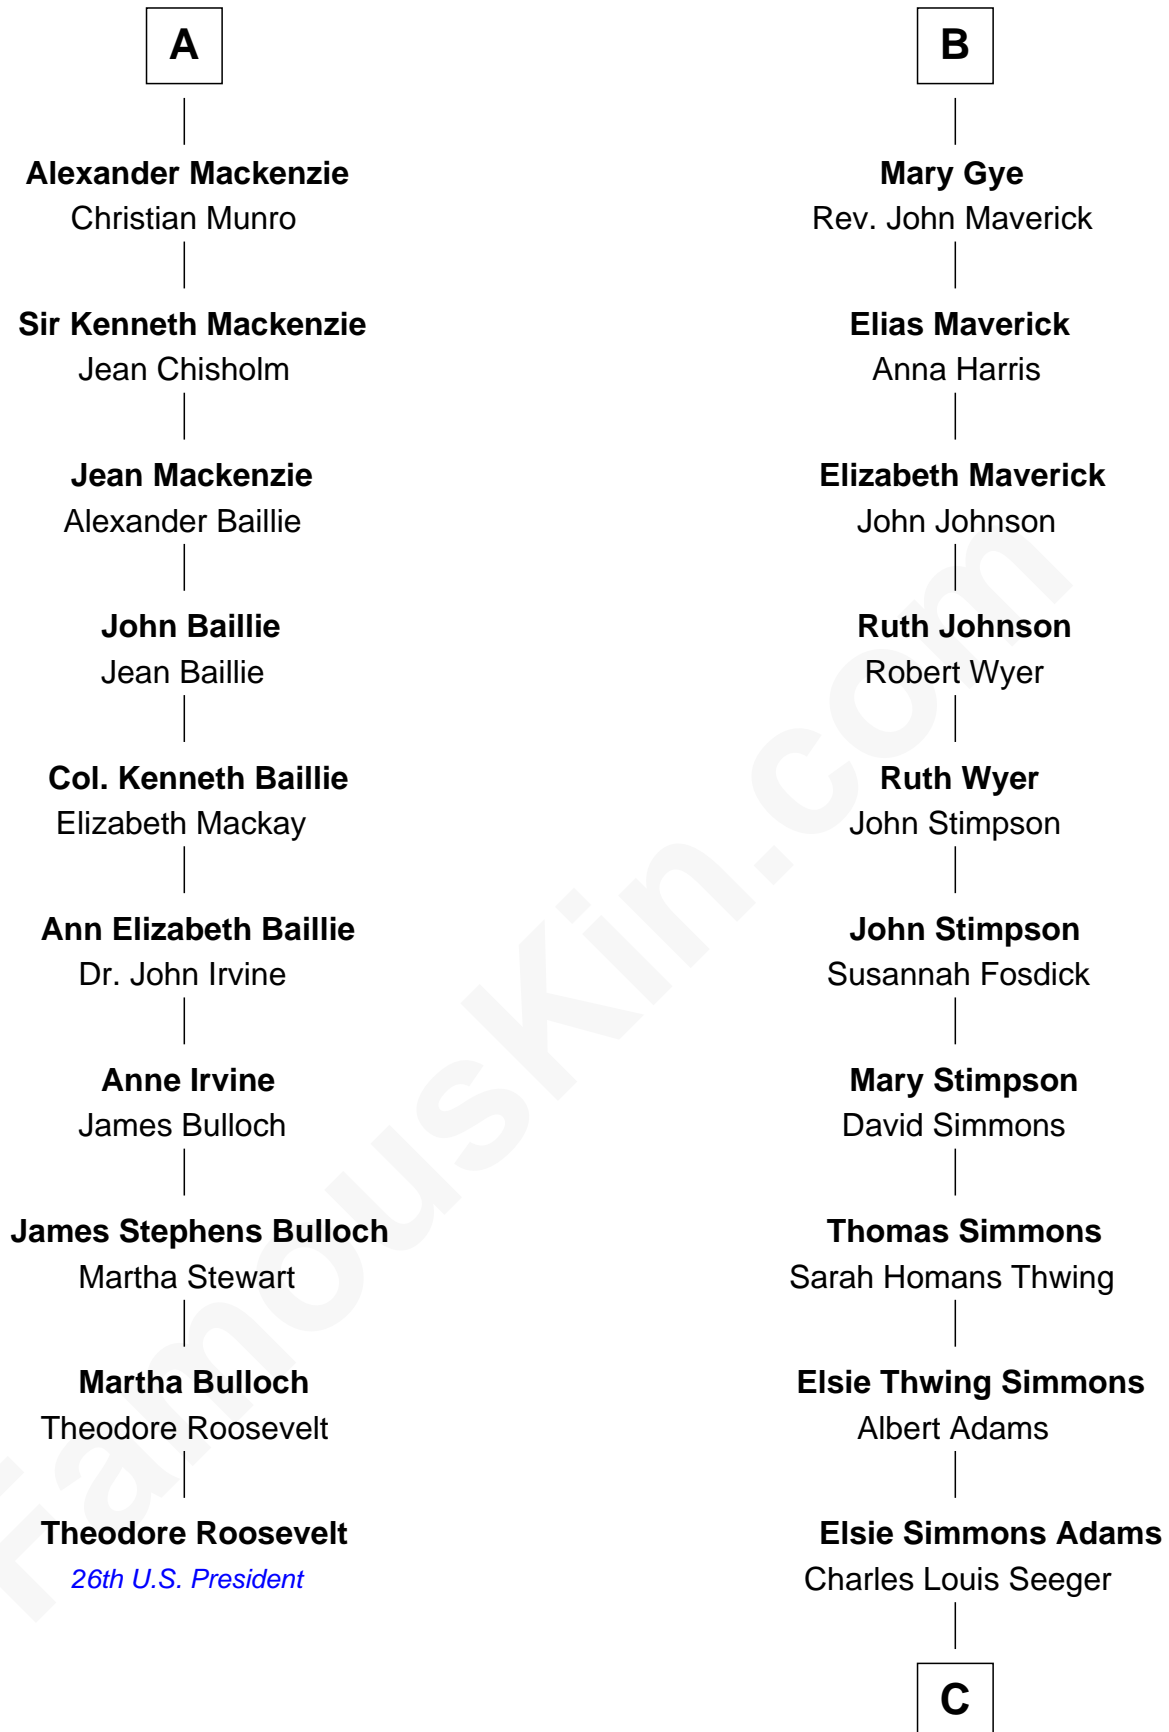 A
Alexander Mackenzie
Christian Munro
Sir Kenneth Mackenzie
Jean Chisholm
Jean Mackenzie
Alexander Baillie
John Baillie
Jean Baillie
Col. Kenneth Baillie
Elizabeth Mackay
Ann Elizabeth Baillie
Dr. John Irvine
Anne Irvine
James Bulloch
James Stephens Bulloch
Martha Stewart
Martha Bulloch
Theodore Roosevelt
Theodore Roosevelt
26th U.S. President
B
Mary Gye
Rev. John Maverick
Elias Maverick
Anna Harris
Elizabeth Maverick
John Johnson
Ruth Johnson
Robert Wyer
Ruth Wyer
John Stimpson
John Stimpson
Susannah Fosdick
Mary Stimpson
David Simmons
Thomas Simmons
Sarah Homans Thwing
Elsie Thwing Simmons
Albert Adams
Elsie Simmons Adams
Charles Louis Seeger
C
FamousKin.com